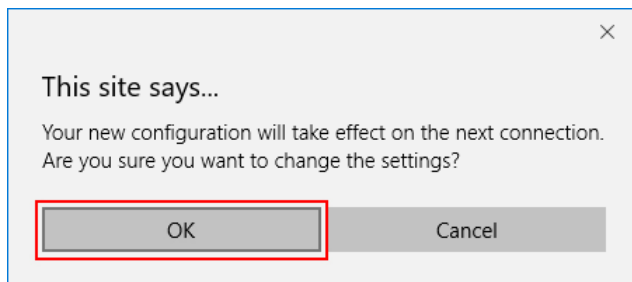 This site says...
Your new configuration will take effect on the next connection.
Are you sure you want to change the settings?
OK
Cancel